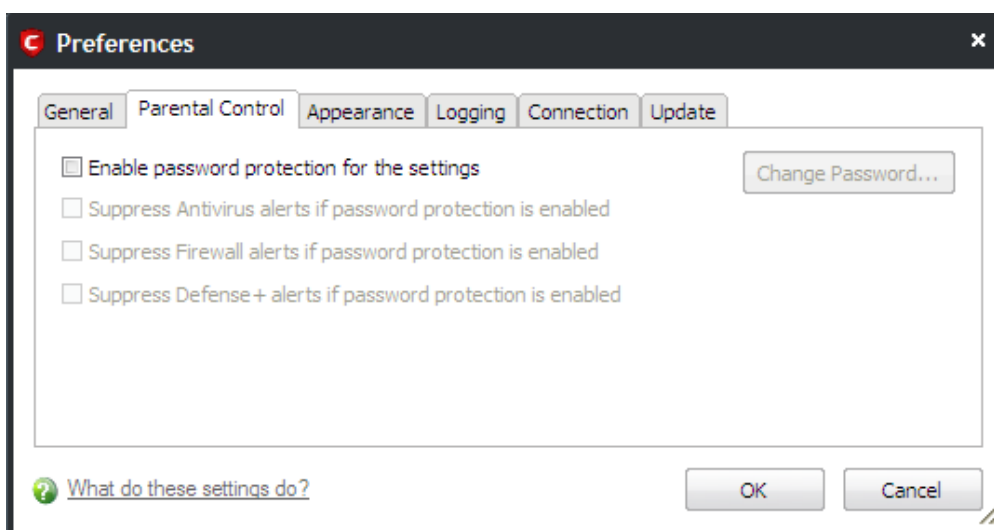 Preferences
General Parental Control Appearance Logging Connection Update
Enable password protection for the settings Change Password...
Suppress Antivirus alerts if password protection is enabled
Suppress Firewall alerts if password protection is enabled
Suppress Defense+ alerts if password protection is enabled
What do these settings do? OK Cancel